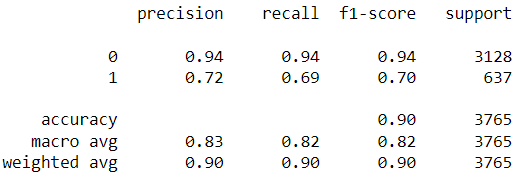 precision recall f1-score support
0 0.94 0.94 0.94 3128
1 0.72 0.69 0.70 637
accuracy 0.90 3765
macro avg 0.83 0.82 0.82 3765
weighted avg 0.90 0.90 0.90 3765